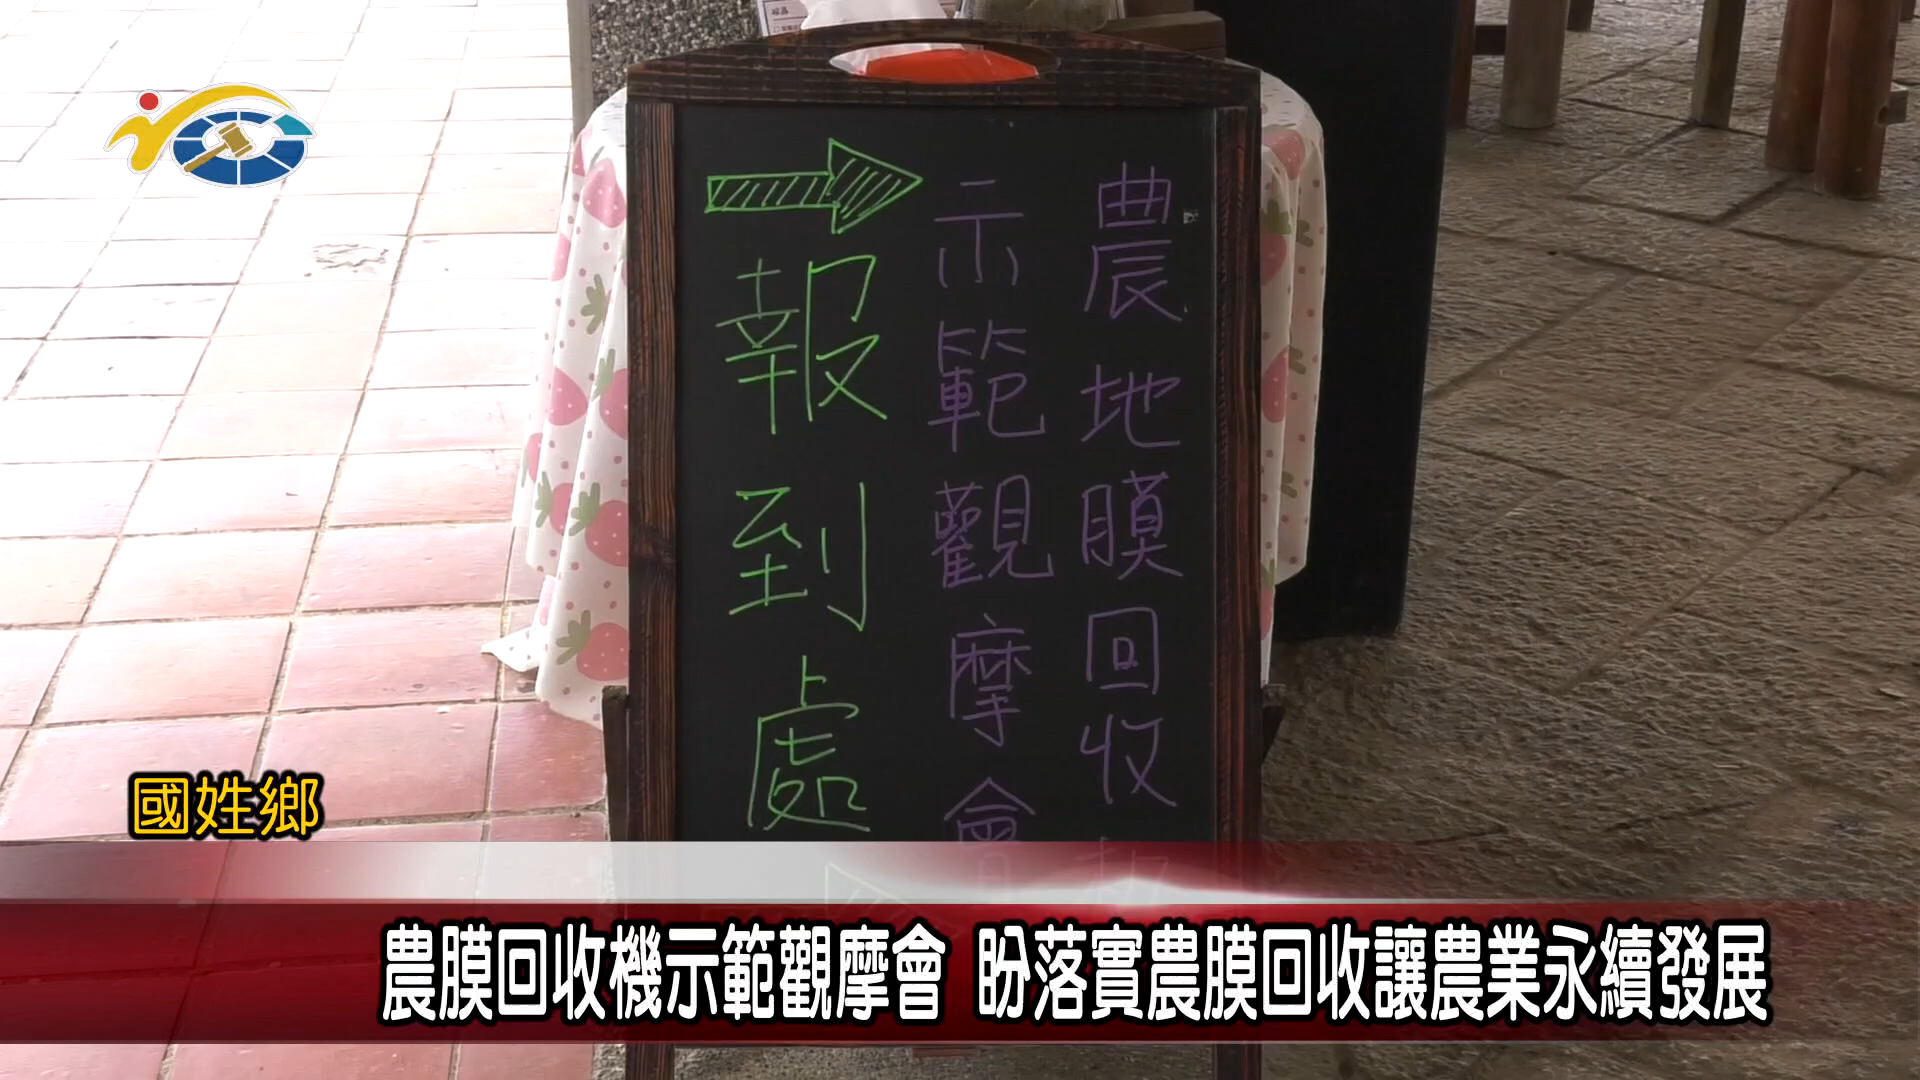 農地膜回收
示範觀摩會
報到處
國姓鄉
農膜回收機示範觀摩會 盼落實農膜回收讓農業永續發展